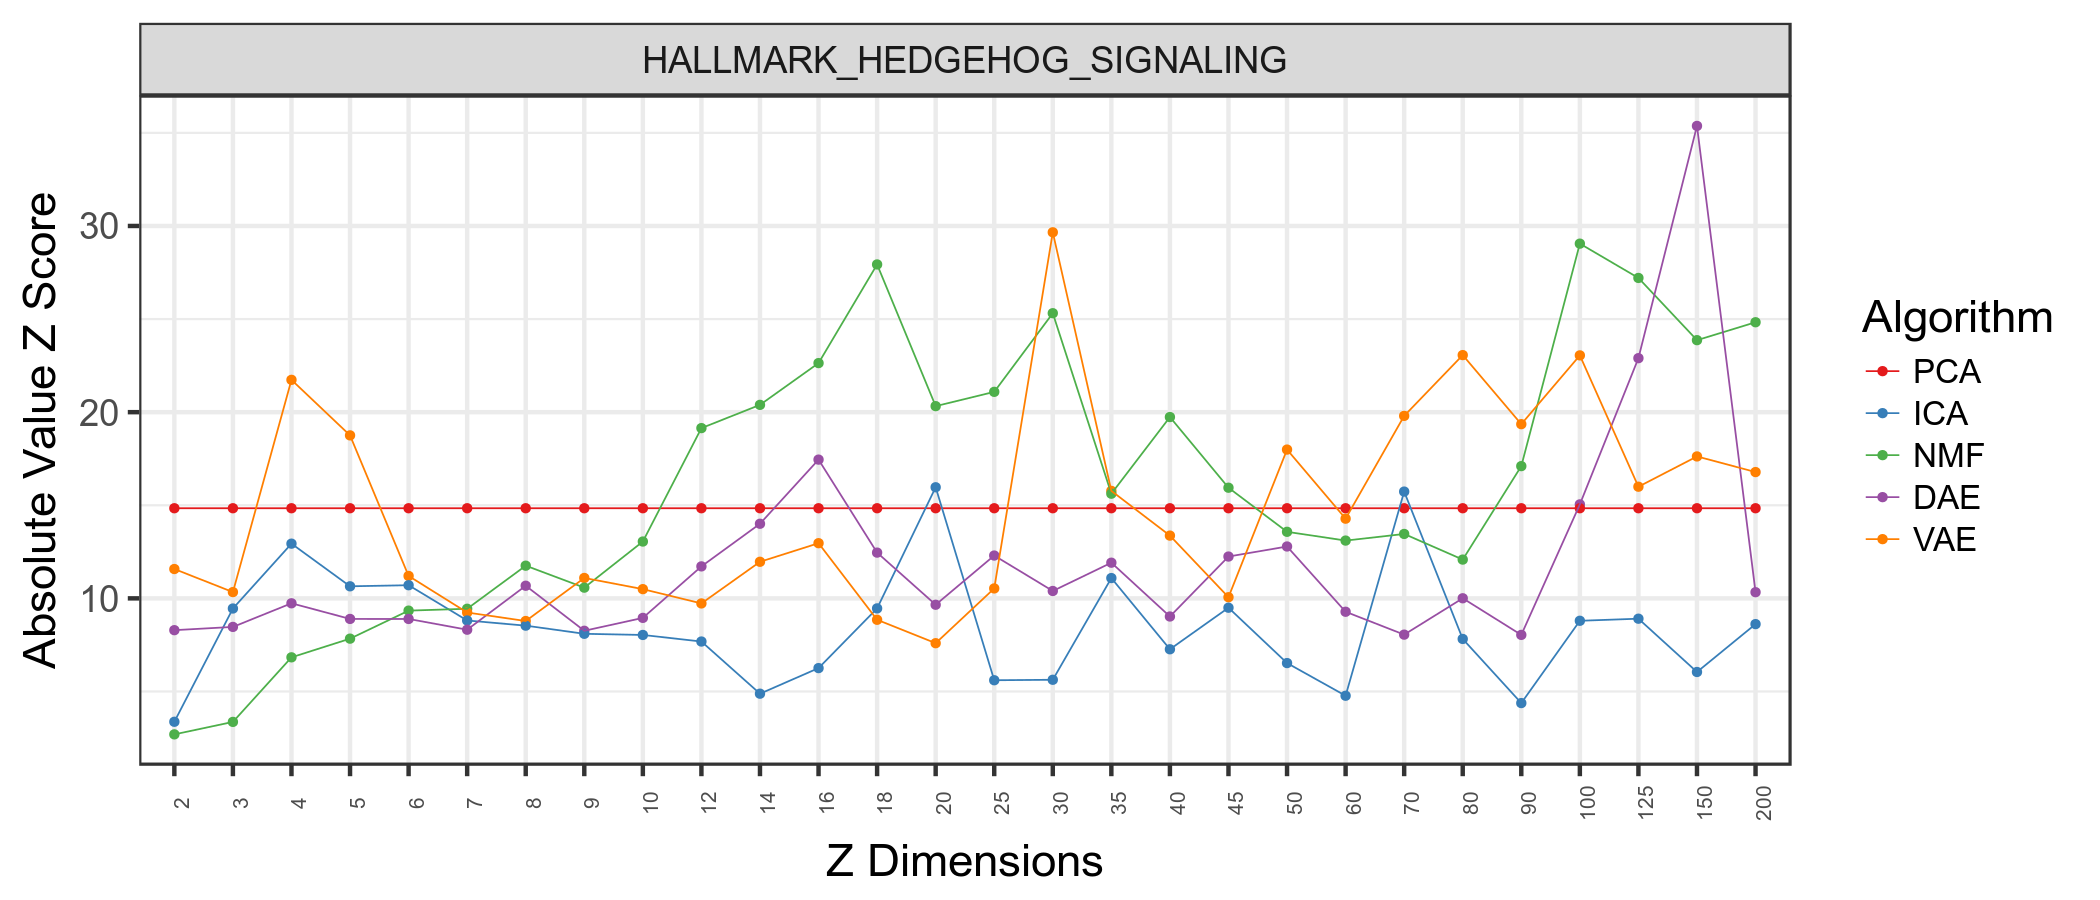 HALLMARK_HEDGEHOG_SIGNALING
Absolute Value Z Score
30
20
10
2 3 4 5 6 7 8 9 10 12 14 16 18 20 25 30 35 40 45 50 60 70 80 90 100 125 150 200
Z Dimensions
Algorithm
PCA
ICA
NMF
DAE
VAE